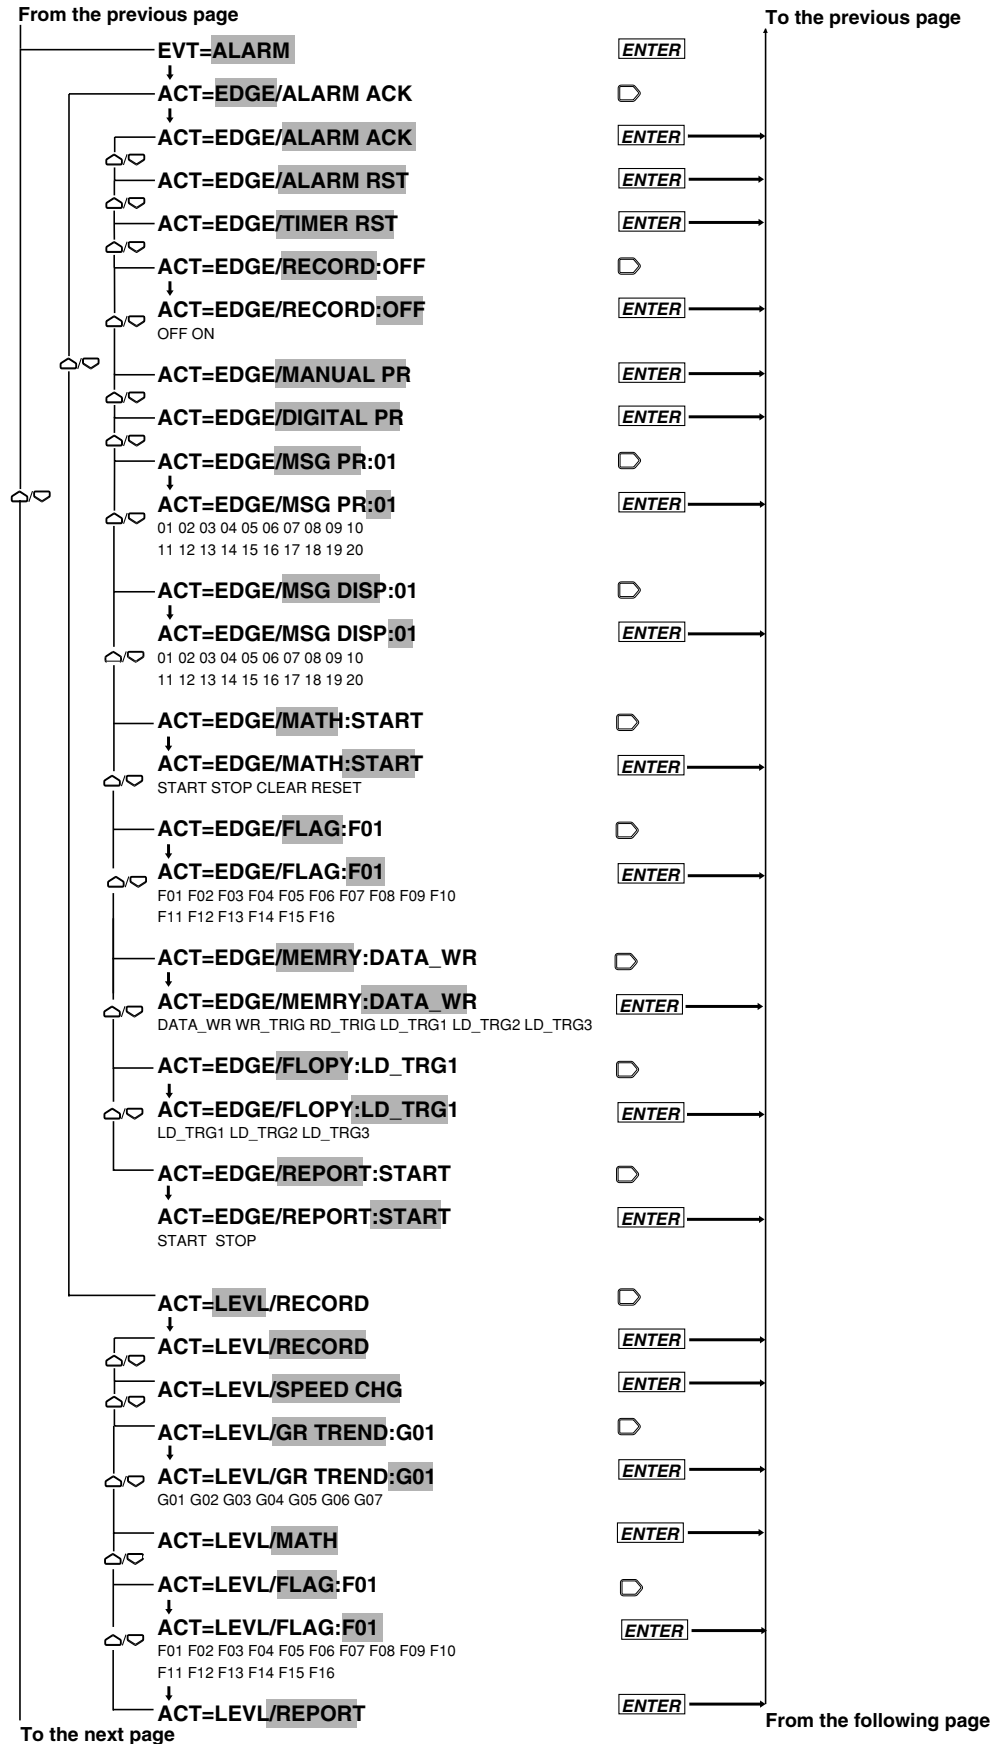 From the previous page
To the previous page
EVT=ALARM ENTER
ACT=EDGE/ALARM ACK
ACT=EDGE/ALARM ACK ENTER
ACT=EDGE/ALARM RST ENTER
ACT=EDGE/TIMER RST ENTER
ACT=EDGE/RECORD:OFF
ACT=EDGE/RECORD:OFF ENTER
OFF ON
ACT=EDGE/MANUAL PR ENTER
ACT=EDGE/DIGITAL PR ENTER
ACT=EDGE/MSG PR:01
ACT=EDGE/MSG PR:01 ENTER
01 02 03 04 05 06 07 08 09 10
11 12 13 14 15 16 17 18 19 20
ACT=EDGE/MSG DISP:01
ACT=EDGE/MSG DISP:01 ENTER
01 02 03 04 05 06 07 08 09 10
11 12 13 14 15 16 17 18 19 20
ACT=EDGE/MATH:START
ACT=EDGE/MATH:START ENTER
START STOP CLEAR RESET
ACT=EDGE/FLAG:F01
ACT=EDGE/FLAG:F01 ENTER
F01 F02 F03 F04 F05 F06 F07 F08 F09 F10
F11 F12 F13 F14 F15 F16
ACT=EDGE/MEMRY:DATA_WR
ACT=EDGE/MEMRY:DATA_WR ENTER
DATA_WR WR_TRIG RD_TRIG LD_TRG1 LD_TRG2 LD_TRG3
ACT=EDGE/FLOPY:LD_TRG1
ACT=EDGE/FLOPY:LD_TRG1 ENTER
LD_TRG1 LD_TRG2 LD_TRG3
ACT=EDGE/REPORT:START
ACT=EDGE/REPORT:START ENTER
START STOP
ACT=LEVL/RECORD
ACT=LEVL/RECORD ENTER
ACT=LEVL/SPEED CHG ENTER
ACT=LEVL/GR TREND:G01
ACT=LEVL/GR TREND:G01 ENTER
G01 G02 G03 G04 G05 G06 G07
ACT=LEVL/MATH ENTER
ACT=LEVL/FLAG:F01
ACT=LEVL/FLAG:F01 ENTER
F01 F02 F03 F04 F05 F06 F07 F08 F09 F10
F11 F12 F13 F14 F15 F16
ACT=LEVL/REPORT ENTER
To the next page
From the following page